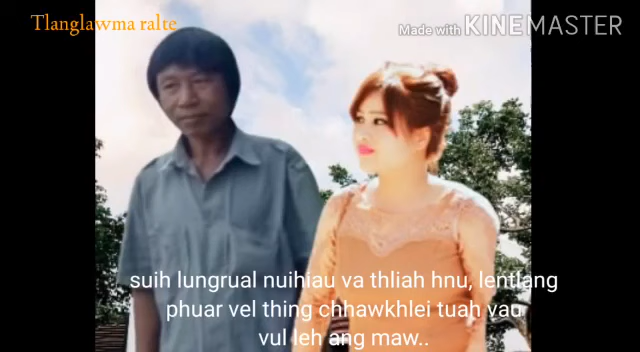 Tlanglawma ralte
Made with KINEMASTER
suih lungrual nuihiau va thliah hnu, lentlang
phuar vel thing chhawkhlei tuah vau
vul leh ang maw..